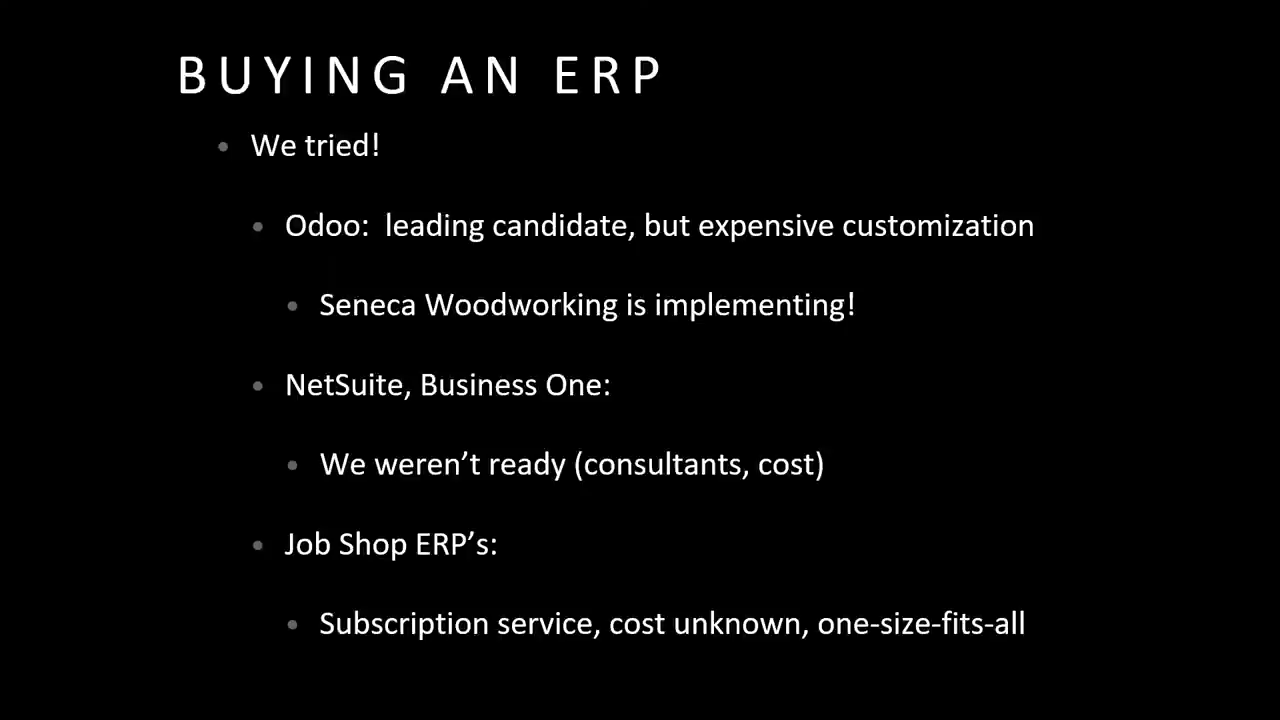 BUYING AN ERP
• We tried!
• Odoo:  leading candidate, but expensive customization
• Seneca Woodworking is implementing!
• NetSuite, Business One:
• We weren’t ready (consultants, cost)
• Job Shop ERP’s:
• Subscription service, cost unknown, one-size-fits-all